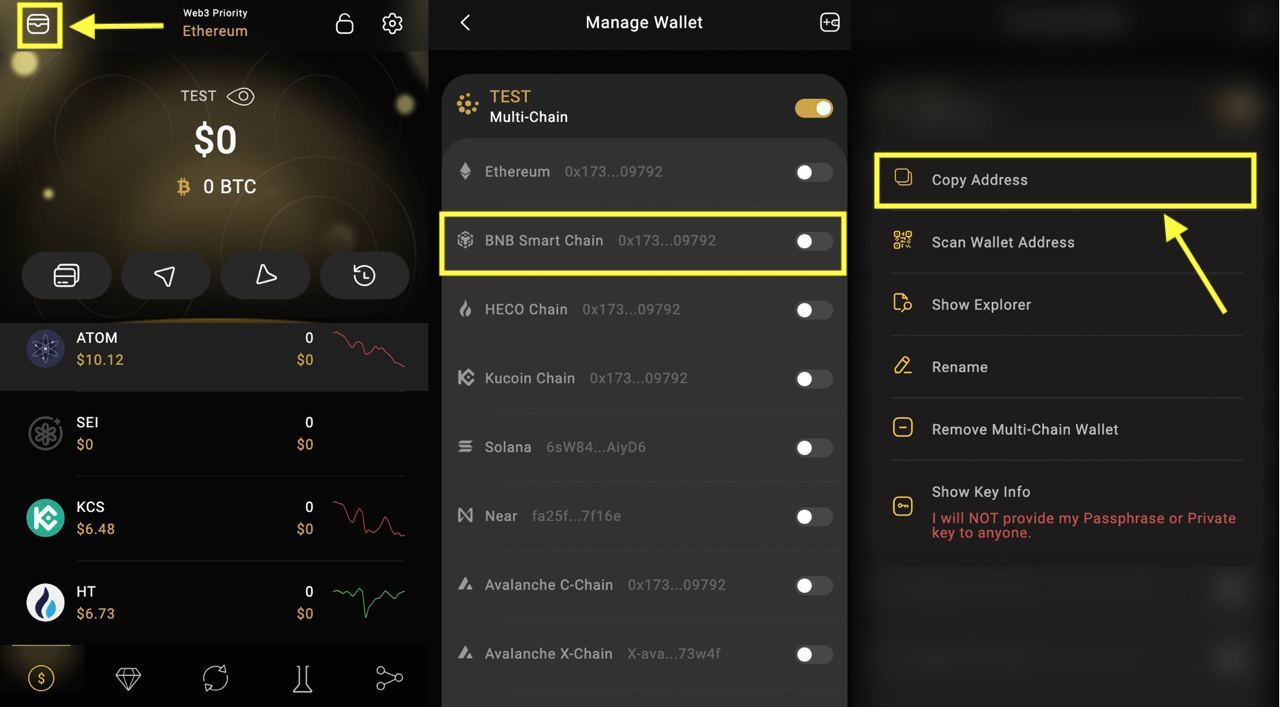 Web3 Priority
Ethereum
TEST
$0
0 BTC
ATOM 0
$10.12 $0
SEI 0
$0 $0
KCS 0
$6.48 $0
HT 0
$6.73 $0
Manage Wallet
TEST
Multi-Chain
Ethereum 0x173...09792
BNB Smart Chain 0x173...09792
HECO Chain 0x173...09792
Kucoin Chain 0x173...09792
Solana 6sW84...AiyD6
Near fa25f...7f16e
Avalanche C-Chain 0x173...09792
Avalanche X-Chain X-ava...73w4f
Copy Address
Scan Wallet Address
Show Explorer
Rename
Remove Multi-Chain Wallet
Show Key Info
I will NOT provide my Passphrase or Private
key to anyone.